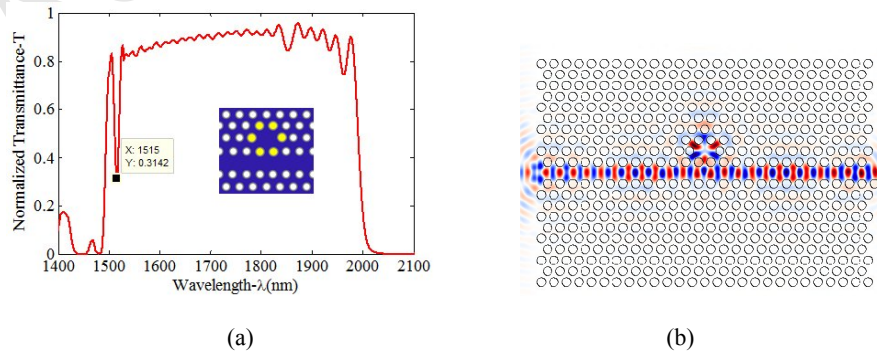 1
0.8
0.6
0.4
0.2
0
Normalized Transmittance-T
X: 1515
Y: 0.3142
1400 1500 1600 1700 1800 1900 2000 2100
Wavelength-λ(nm)
(a) (b)